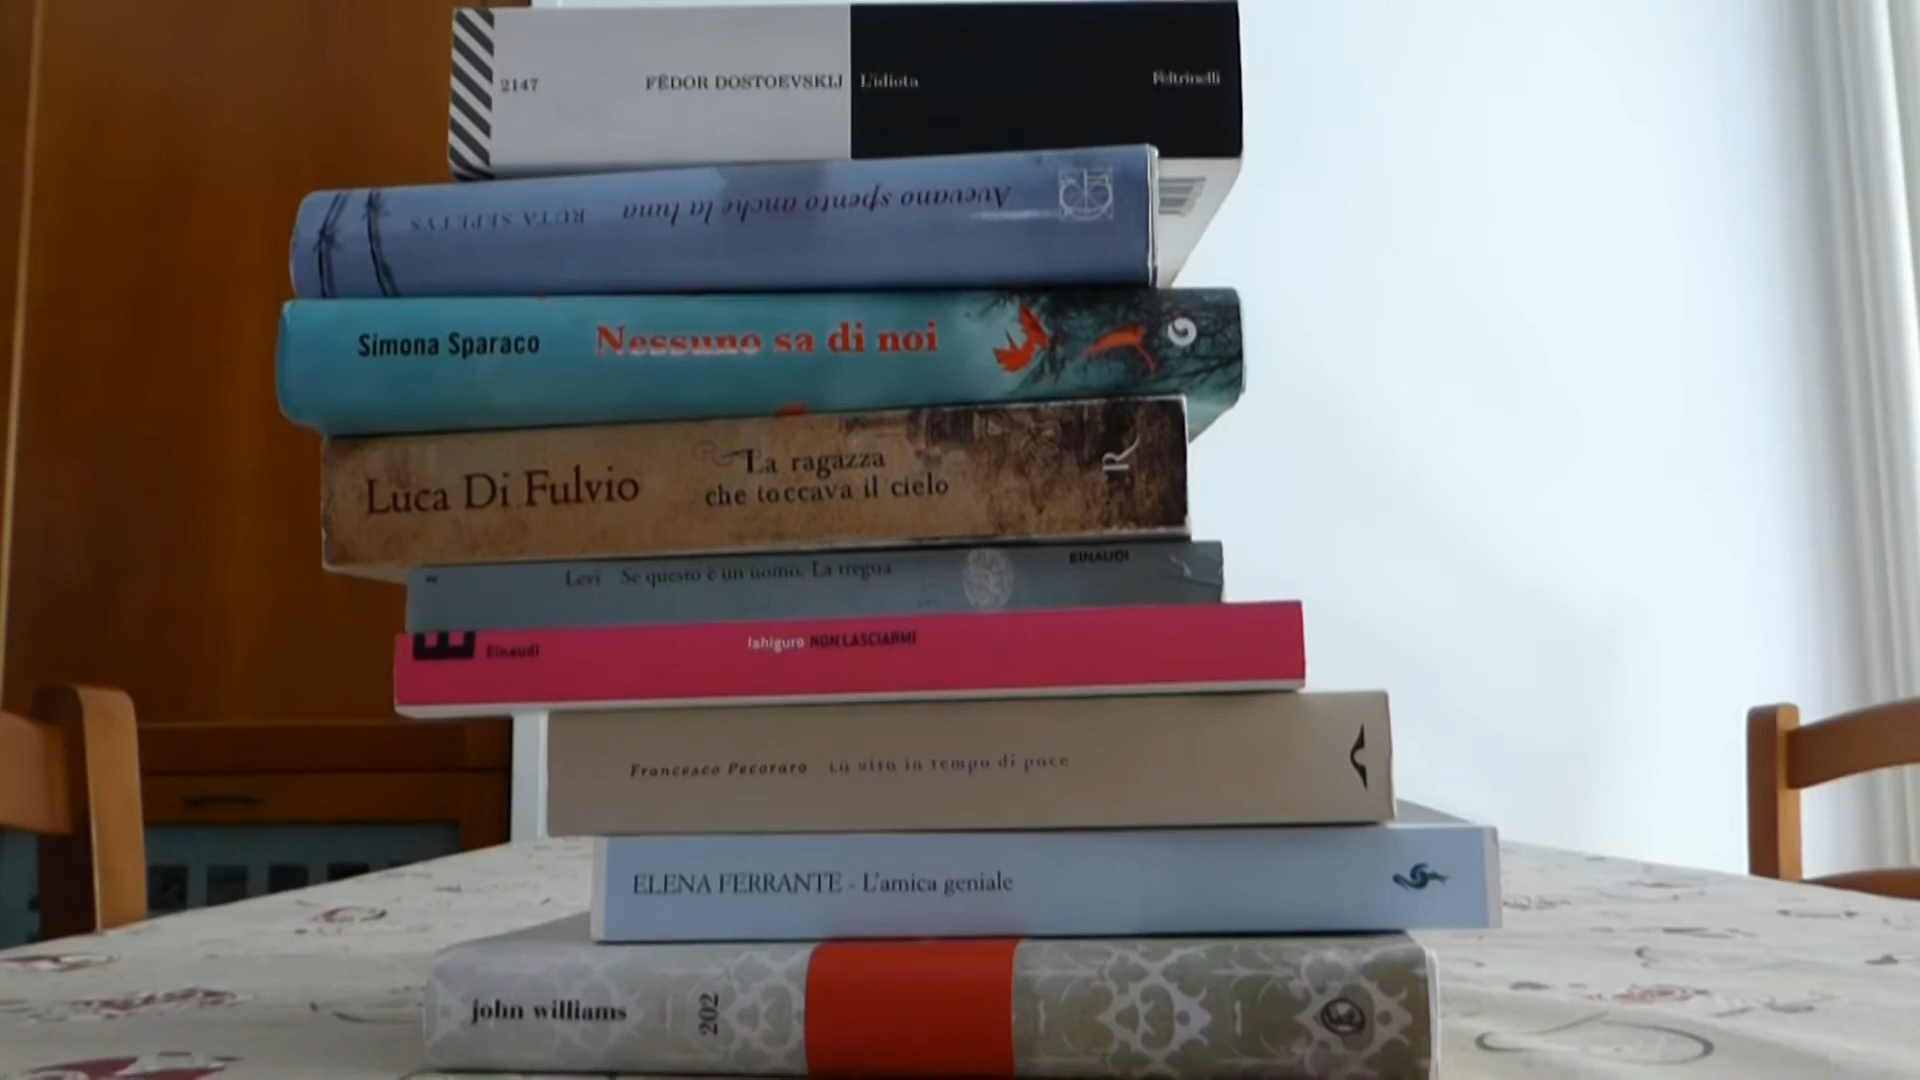 2147 FËDOR DOSTOEVSKIJ L'idiota Feltrinelli
RUTA SEPETYS Avevano spento anche la luna
Simona Sparaco Nessuno sa di noi
Luca Di Fulvio La ragazza
che toccava il cielo
R
Levi Se questo è un uomo. La tregua EINAUDI
E Einaudi Ishiguro NON LASCIARMI
Francesco Pecoraro La vita in tempo di pace
ELENA FERRANTE - L'amica geniale
john williams 202